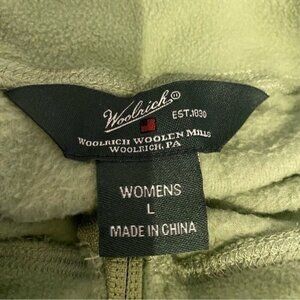 Woolrich®
EST. 1830
WOOLRICH WOOLEN MILLS
WOOLRICH, PA
WOMENS
L
MADE IN CHINA